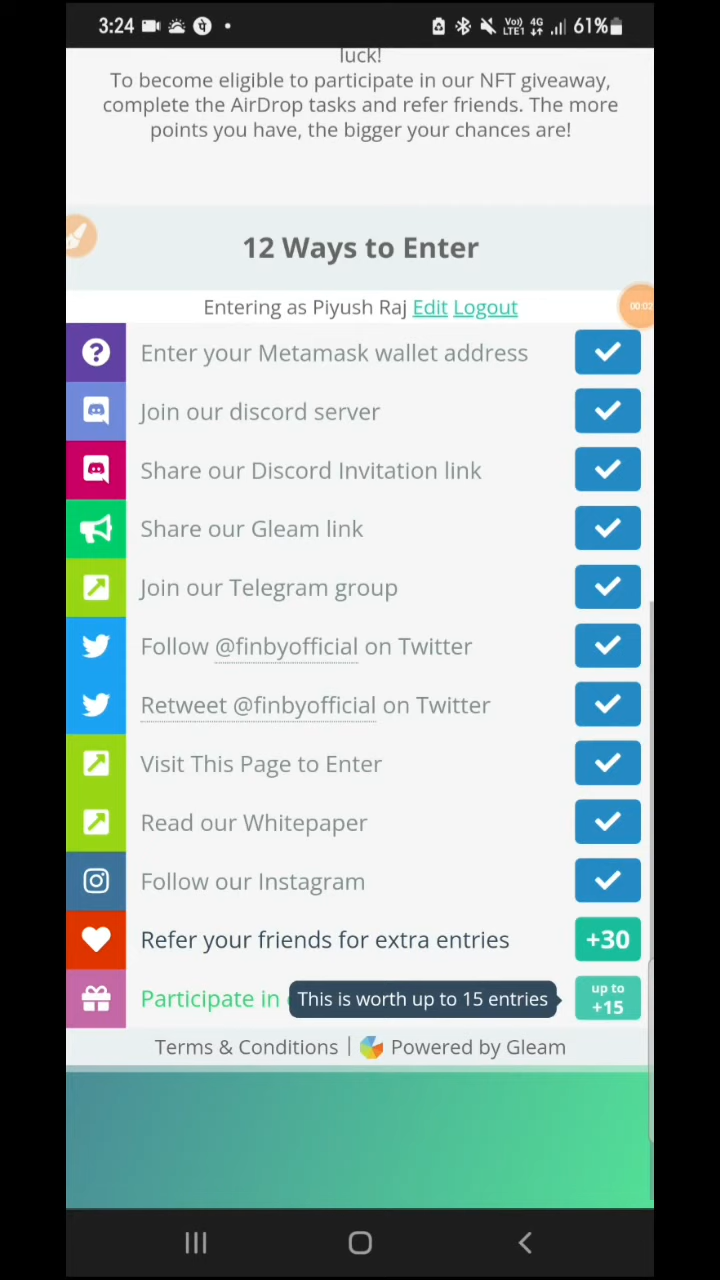 3:24
Vo)) 4G
LTE1
61%
luck!
To become eligible to participate in our NFT giveaway,
complete the AirDrop tasks and refer friends. The more
points you have, the bigger your chances are!
12 Ways to Enter
Entering as Piyush Raj Edit Logout
00:02
Enter your Metamask wallet address
Join our discord server
Share our Discord Invitation link
Share our Gleam link
Join our Telegram group
Follow @finbyofficial on Twitter
Retweet @finbyofficial on Twitter
Visit This Page to Enter
Read our Whitepaper
Follow our Instagram
Refer your friends for extra entries +30
Participate in
This is worth up to 15 entries
up to
+15
Terms & Conditions | Powered by Gleam